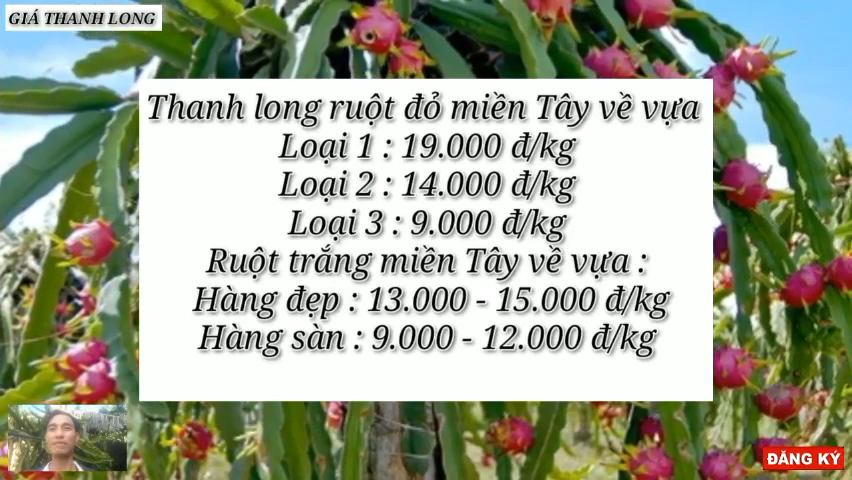 GIÁ THANH LONG
Thanh long ruột đỏ miền Tây về vựa
Loại 1 : 19.000 đ/kg
Loại 2 : 14.000 đ/kg
Loại 3 : 9.000 đ/kg
Ruột trắng miền Tây về vựa :
Hàng đẹp : 13.000 - 15.000 đ/kg
Hàng sàn : 9.000 - 12.000 đ/kg
ĐĂNG KÝ